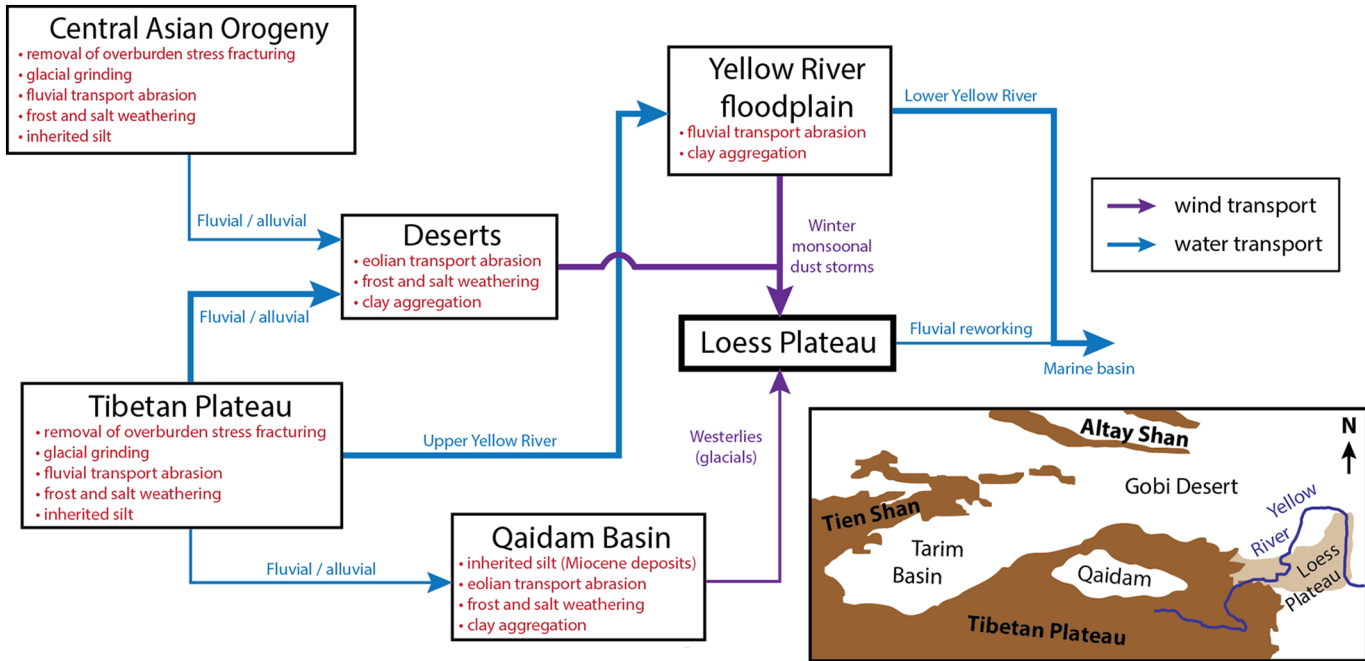 Central Asian Orogeny
• removal of overburden stress fracturing
• glacial grinding
• fluvial transport abrasion
• frost and salt weathering
• inherited silt
Yellow River
floodplain
• fluvial transport abrasion
• clay aggregation
Lower Yellow River
wind transport
water transport
Fluvial / alluvial
Deserts
• eolian transport abrasion
• frost and salt weathering
• clay aggregation
Winter
monsoonal
dust storms
Fluvial / alluvial
Loess Plateau
Fluvial reworking
Marine basin
Tibetan Plateau
• removal of overburden stress fracturing
• glacial grinding
• fluvial transport abrasion
• frost and salt weathering
• inherited silt
Upper Yellow River
Westerlies
(glacials)
Fluvial / alluvial
Qaidam Basin
• inherited silt (Miocene deposits)
• eolian transport abrasion
• frost and salt weathering
• clay aggregation
Altay Shan
N
Gobi Desert
Tien Shan
Yellow
River
Tarim
Basin
Qaidam
Loess
Plateau
Tibetan Plateau